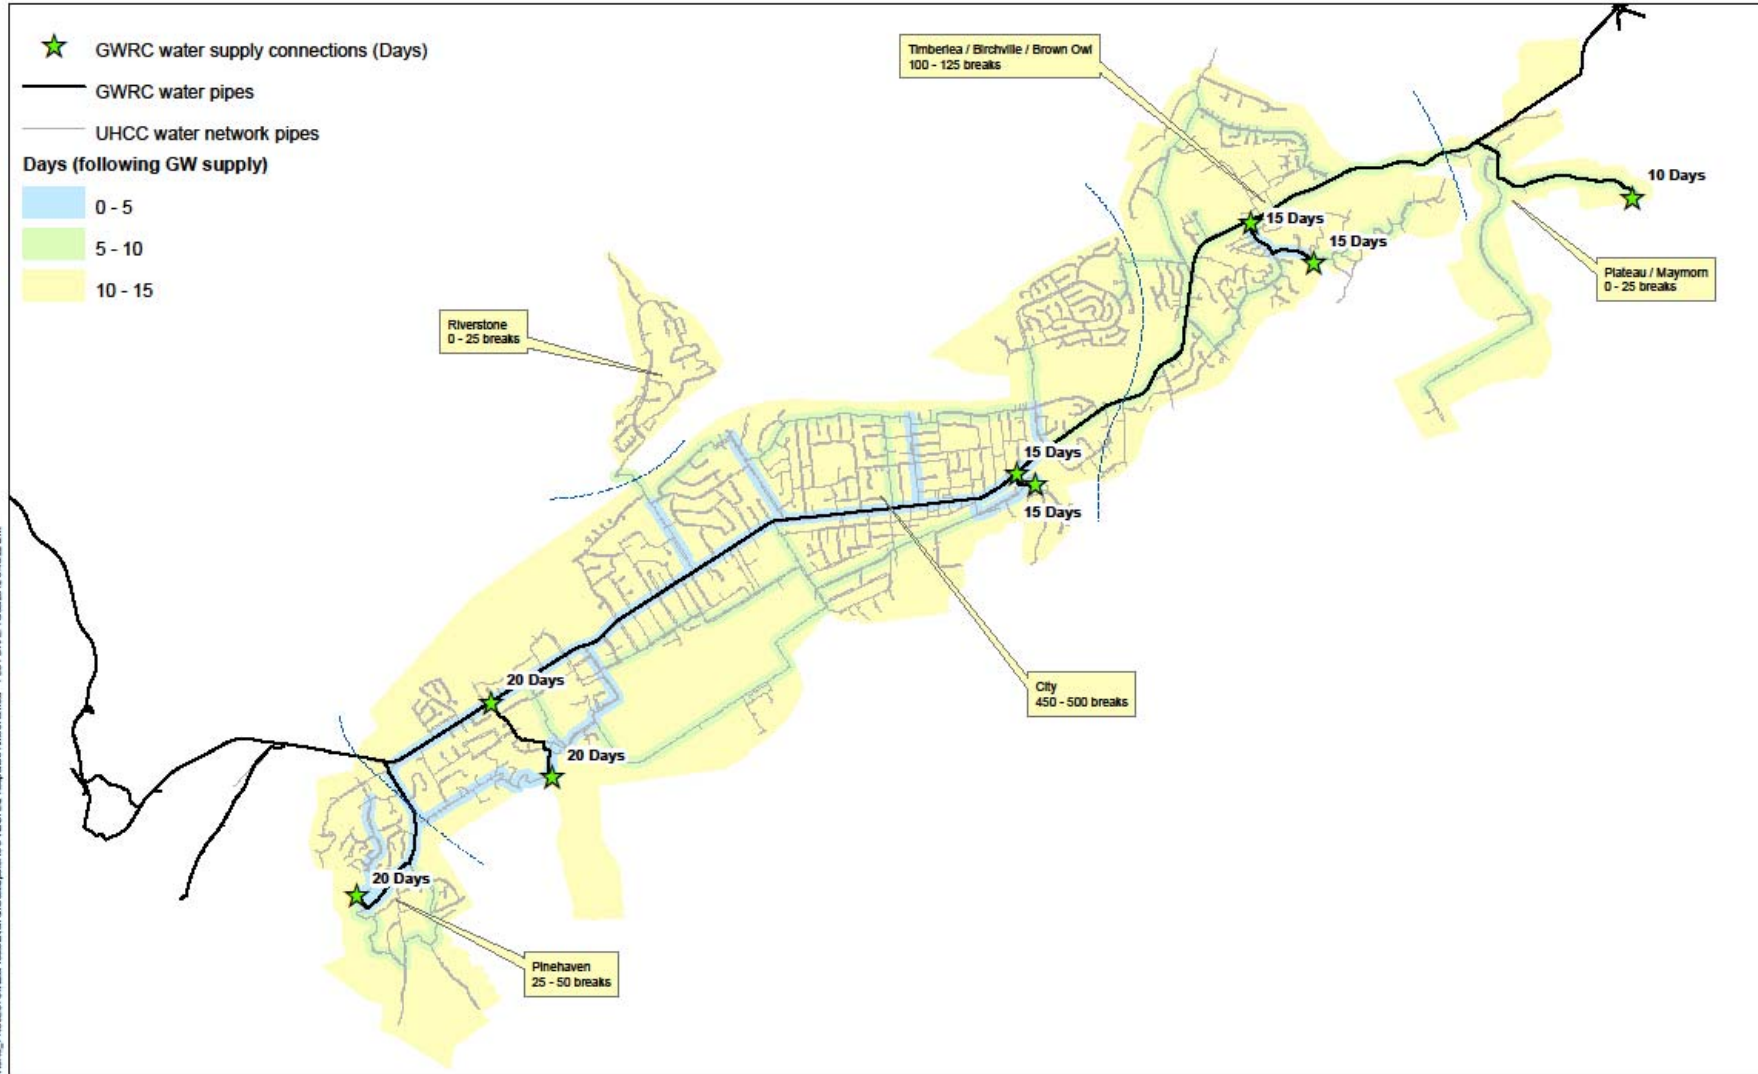 GWRC water supply connections (Days)
GWRC water pipes
UHCC water network pipes
Days (following GW supply)
0 - 5
5 - 10
10 - 15
Timberlea / Birchville / Brown Owl
100 - 125 breaks
10 Days
15 Days
15 Days
Plateau / Maymorn
0 - 25 breaks
Riverstone
0 - 25 breaks
15 Days
15 Days
City
450 - 500 breaks
20 Days
20 Days
20 Days
Pinehaven
25 - 50 breaks